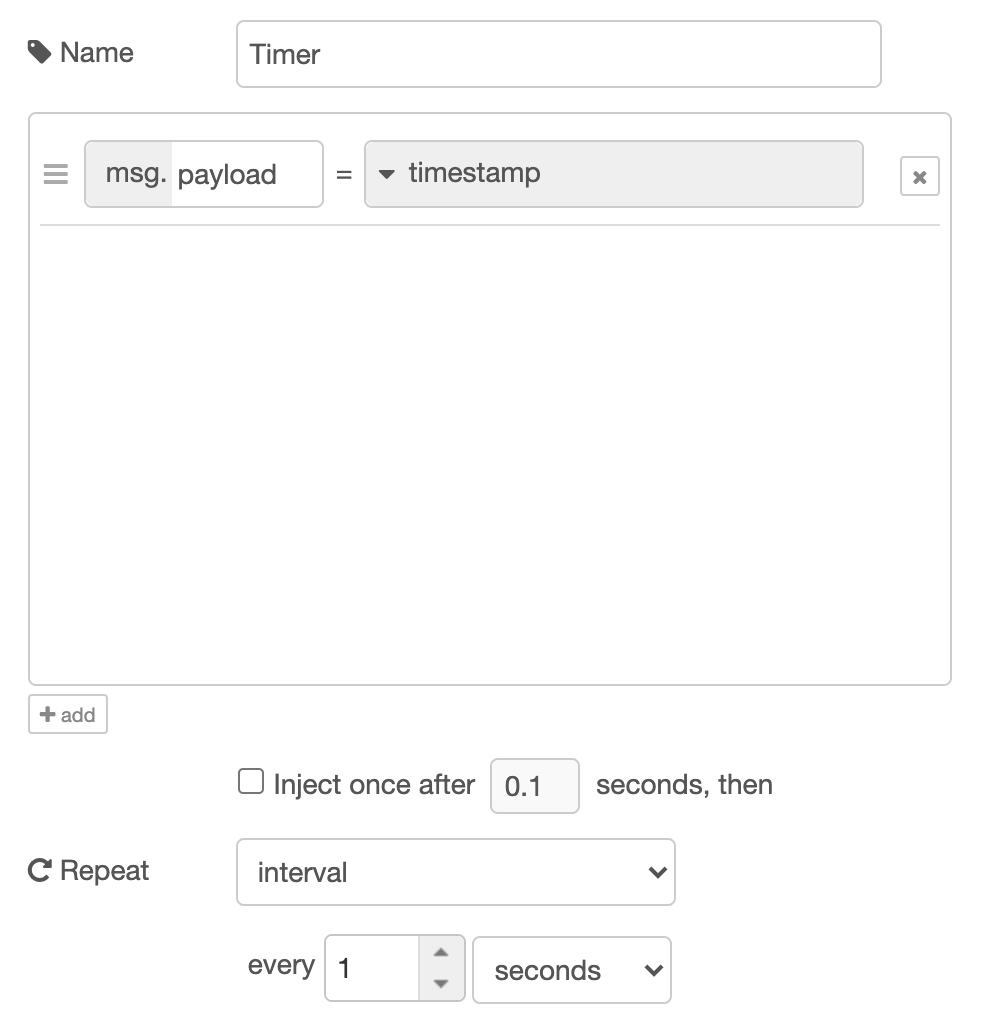 Name Timer
msg. payload = timestamp
add
Inject once after 0.1 seconds, then
Repeat interval
every 1 seconds